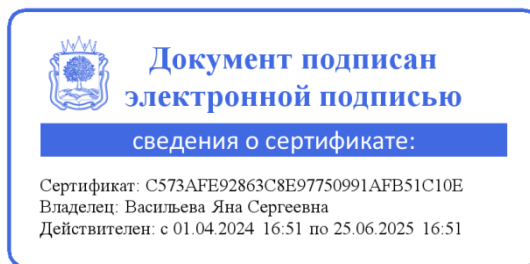 Документ подписан
электронной подписью
сведения о сертификате:
Сертификат: C573AFE92863C8E97750991AFB51C10E
Владелец: Васильева Яна Сергеевна
Действителен: с 01.04.2024 16:51 по 25.06.2025 16:51